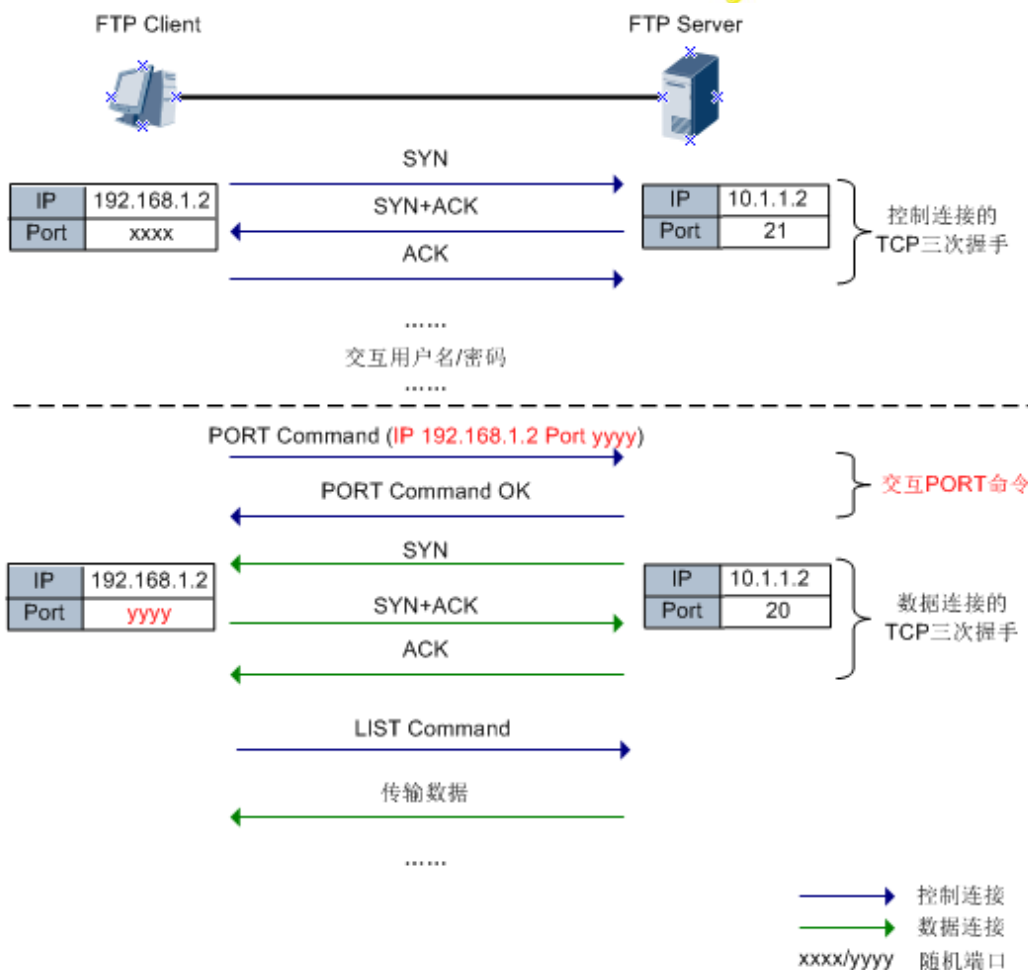 FTP Client
FTP Server
SYN
IP 192.168.1.2
Port xxxx
SYN+ACK
IP 10.1.1.2
Port 21
控制连接的
TCP三次握手
ACK
......
交互用户名/密码
......
PORT Command (IP 192.168.1.2 Port yyyy)
PORT Command OK
交互PORT命令
SYN
IP 192.168.1.2
Port yyyy
SYN+ACK
IP 10.1.1.2
Port 20
数据连接的
TCP三次握手
ACK
LIST Command
传输数据
......
控制连接
数据连接
xxxx/yyyy 随机端口